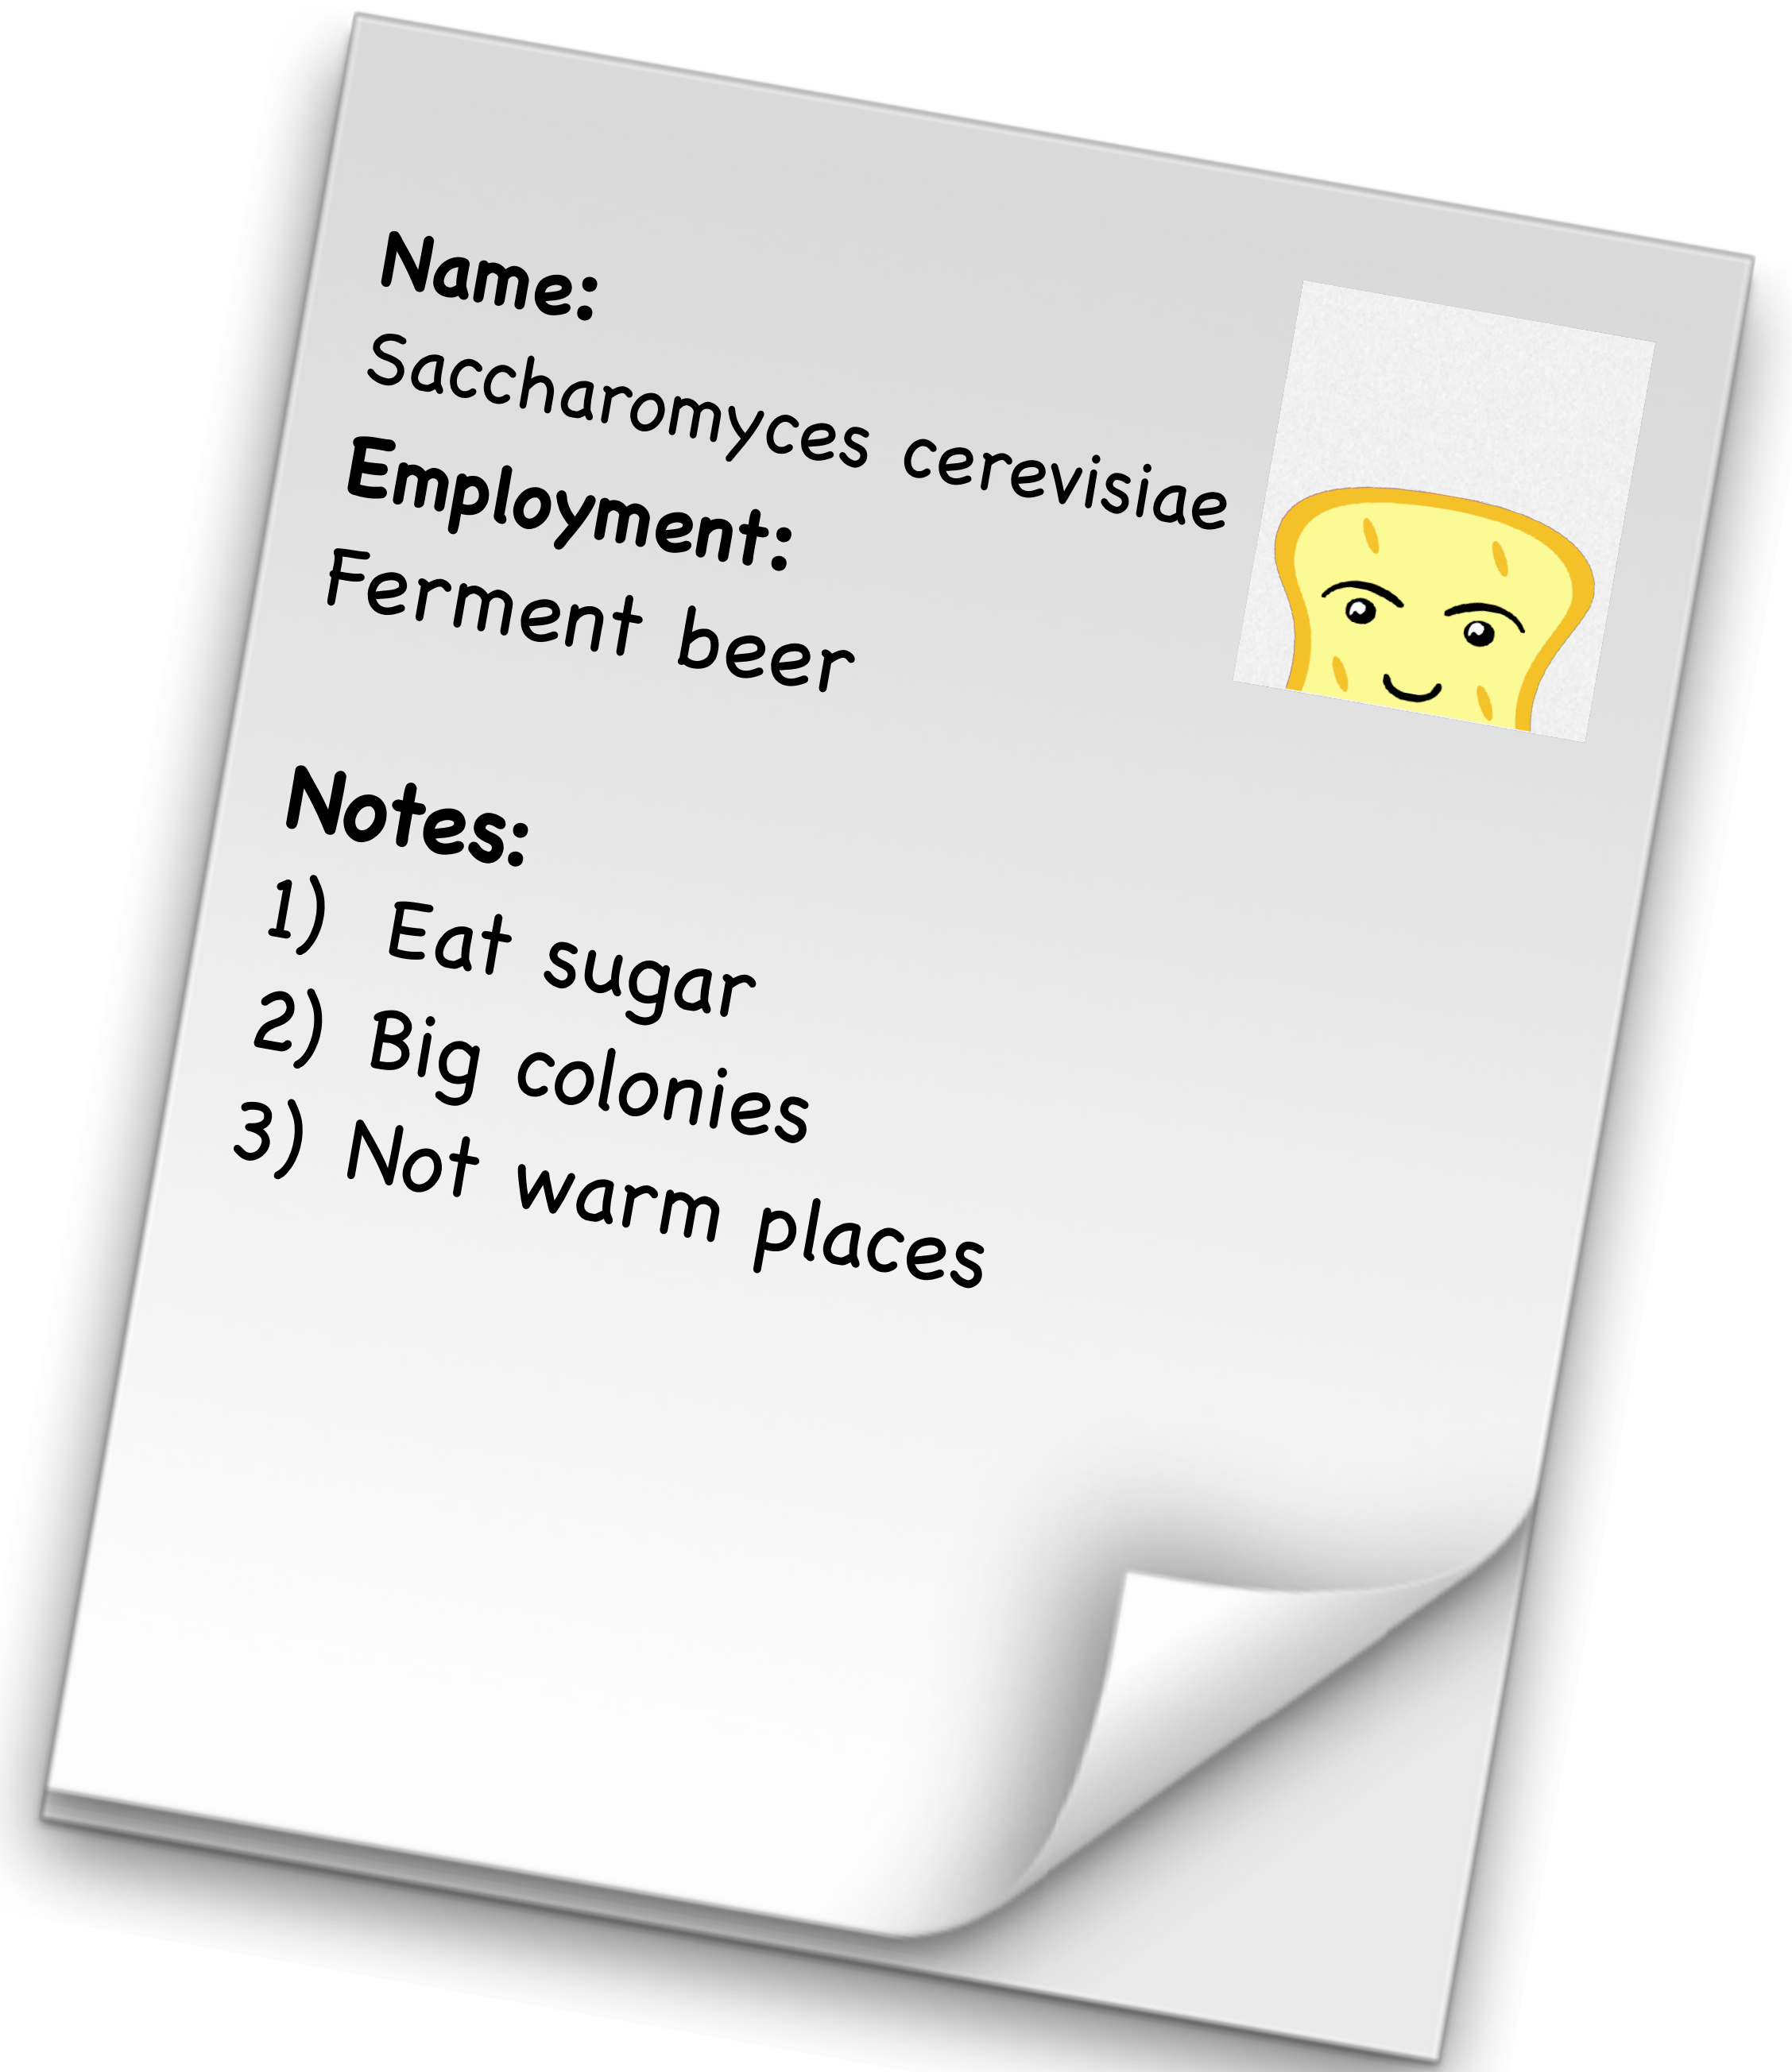 Name:
Saccharomyces cerevisiae
Employment:
Ferment beer
Notes:
1) Eat sugar
2) Big colonies
3) Not warm places